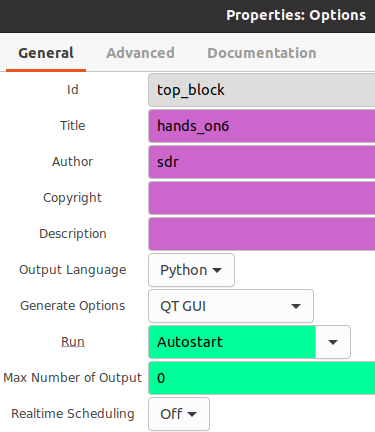 Properties: Options
General Advanced Documentation
Id top_block
Title hands_on6
Author sdr
Copyright
Description
Output Language Python
Generate Options QT GUI
Run Autostart
Max Number of Output 0
Realtime Scheduling Off